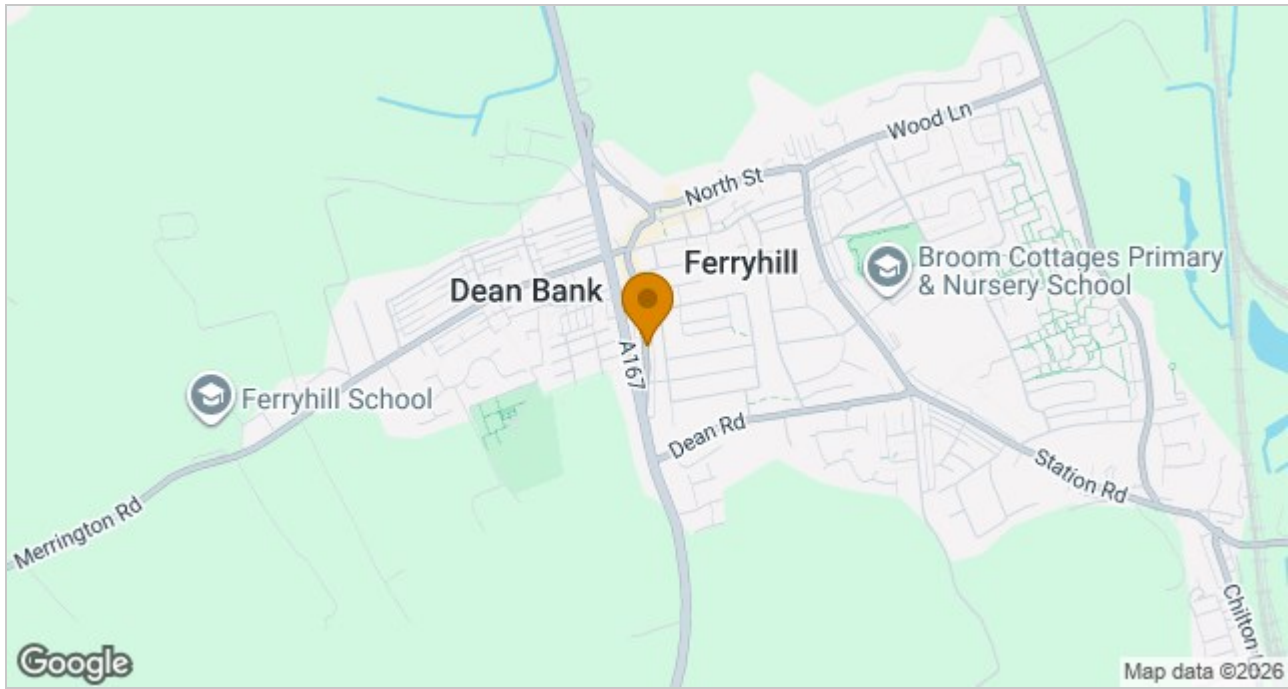 Wood Ln
North St
Ferryhill
Broom Cottages Primary
& Nursery School
Dean Bank
A167
Ferryhill School
Dean Rd
Station Rd
Merrington Rd
Chilton
Google
Map data ©2026